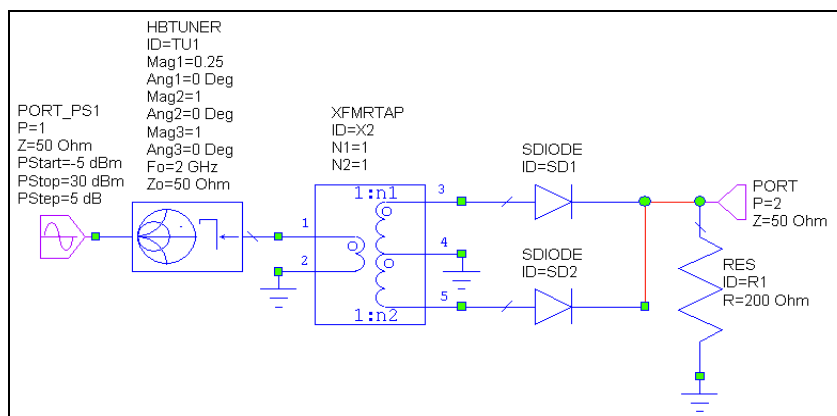 HBTUNER
ID=TU1
Mag1=0.25
Ang1=0 Deg
Mag2=1
Ang2=0 Deg
Mag3=1
Ang3=0 Deg
Fo=2 GHz
Zo=50 Ohm
PORT_PS1
P=1
Z=50 Ohm
PStart=-5 dBm
PStop=30 dBm
PStep=5 dB
XFMRTAP
ID=X2
N1=1
N2=1
1:n1
1
2
3
4
5
1:n2
SDIODE
ID=SD1
SDIODE
ID=SD2
PORT
P=2
Z=50 Ohm
RES
ID=R1
R=200 Ohm